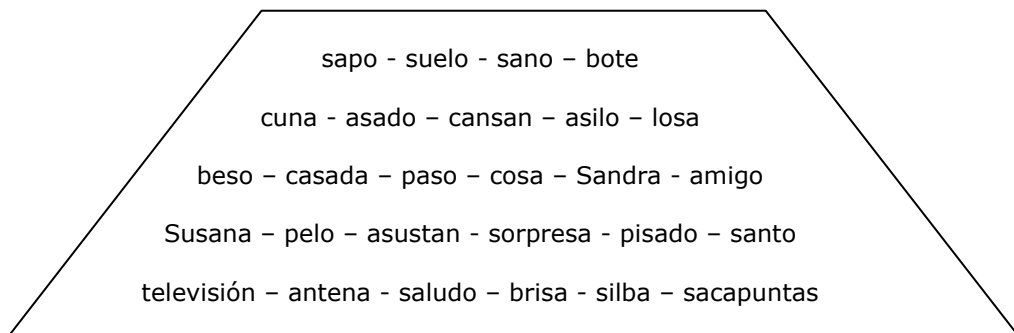 sapo - suelo - sano – bote
cuna - asado – cansan – asilo – losa
beso – casada – paso – cosa – Sandra - amigo
Susana – pelo – asustan - sorpresa - pisado – santo
televisión – antena - saludo – brisa - silba – sacapuntas